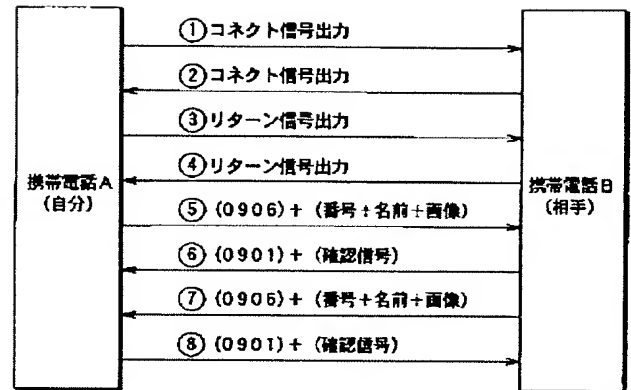 ①コネクト信号出力
②コネクト信号出力
③リターン信号出力
④リターン信号出力
携帯電話A
(自分)
携帯電話B
(相手)
⑤(0906)+(番号+名前+画像)
⑥(0901)+(確認信号)
⑦(0906)+(番号+名前+画像)
⑧(0901)+(確認信号)